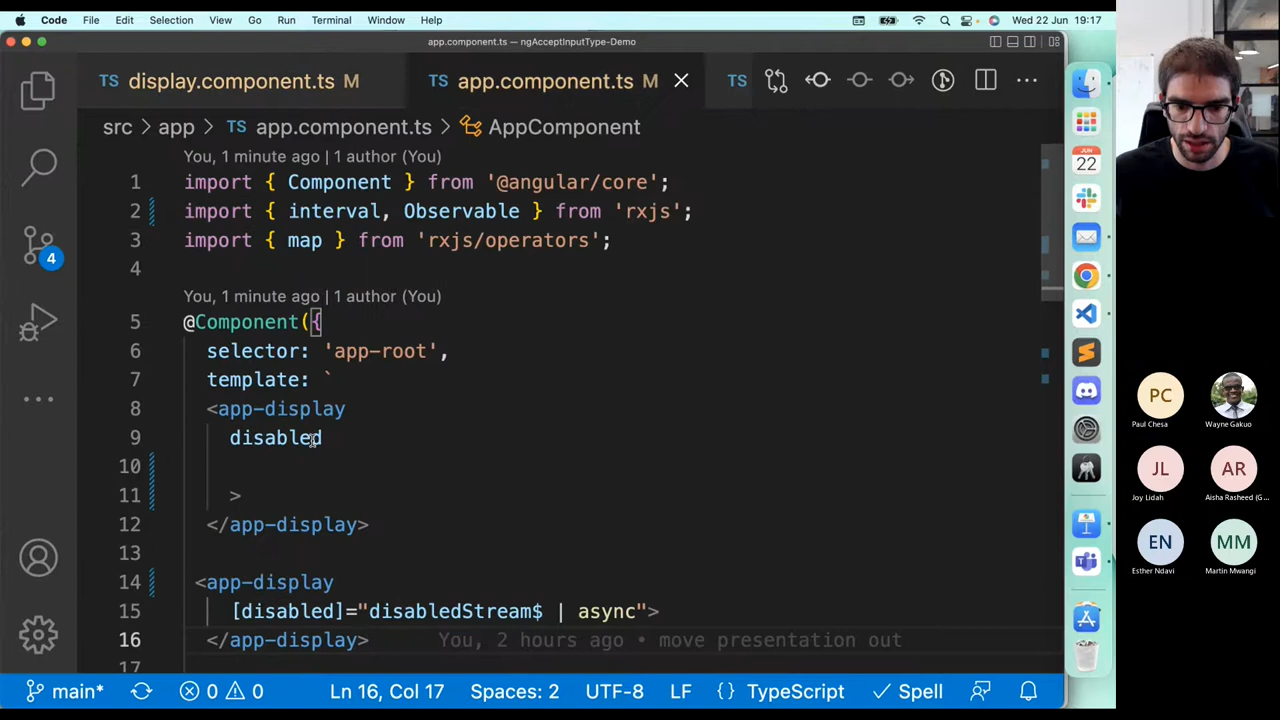 Code File Edit Selection View Go Run Terminal Window Help Wed 22 Jun 19:17
app.component.ts — ngAcceptInputType-Demo
TS display.component.ts M TS app.component.ts M TS
src > app > TS app.component.ts > AppComponent
You, 1 minute ago | 1 author (You)
1 import { Component } from '@angular/core';
2 import { interval, Observable } from 'rxjs';
3 import { map } from 'rxjs/operators';
4
You, 1 minute ago | 1 author (You)
5 @Component({
6 selector: 'app-root',
7 template: `
8 <app-display
9 disabled
10
11 >
12 </app-display>
13
14 <app-display
15 [disabled]="disabledStream$ | async">
16 </app-display> You, 2 hours ago • move presentation out
17
4
main* 0 0 Ln 16, Col 17 Spaces: 2 UTF-8 LF {} TypeScript Spell
JUN
22
PC
Paul Chesa Wayne Gakuo
JL AR
Joy Lidah Aisha Rasheed (G...
EN MM
Esther Ndavi Martin Mwangi